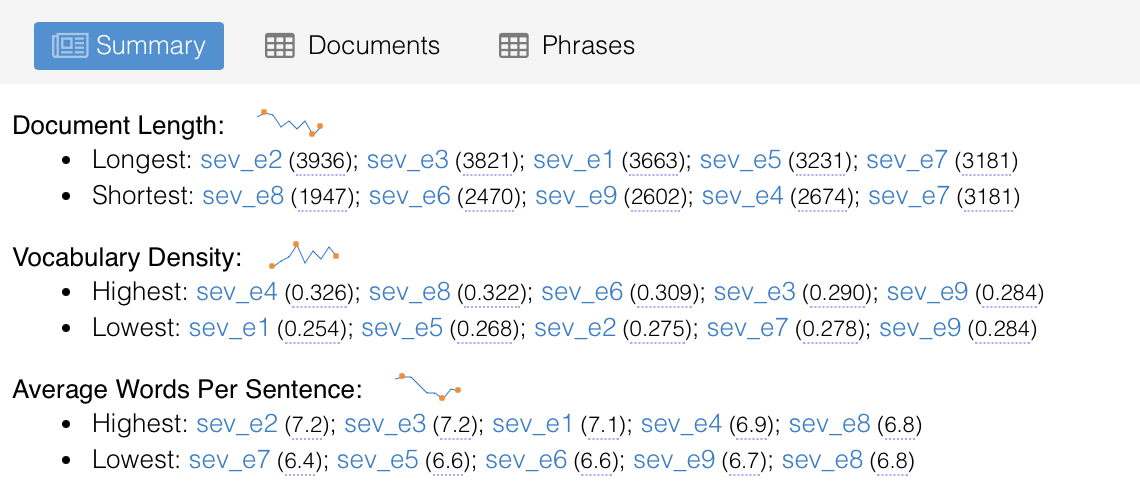 Summary Documents Phrases
Document Length:
• Longest: sev_e2 (3936); sev_e3 (3821); sev_e1 (3663); sev_e5 (3231); sev_e7 (3181)
• Shortest: sev_e8 (1947); sev_e6 (2470); sev_e9 (2602); sev_e4 (2674); sev_e7 (3181)
Vocabulary Density:
• Highest: sev_e4 (0.326); sev_e8 (0.322); sev_e6 (0.309); sev_e3 (0.290); sev_e9 (0.284)
• Lowest: sev_e1 (0.254); sev_e5 (0.268); sev_e2 (0.275); sev_e7 (0.278); sev_e9 (0.284)
Average Words Per Sentence:
• Highest: sev_e2 (7.2); sev_e3 (7.2); sev_e1 (7.1); sev_e4 (6.9); sev_e8 (6.8)
• Lowest: sev_e7 (6.4); sev_e5 (6.6); sev_e6 (6.6); sev_e9 (6.7); sev_e8 (6.8)